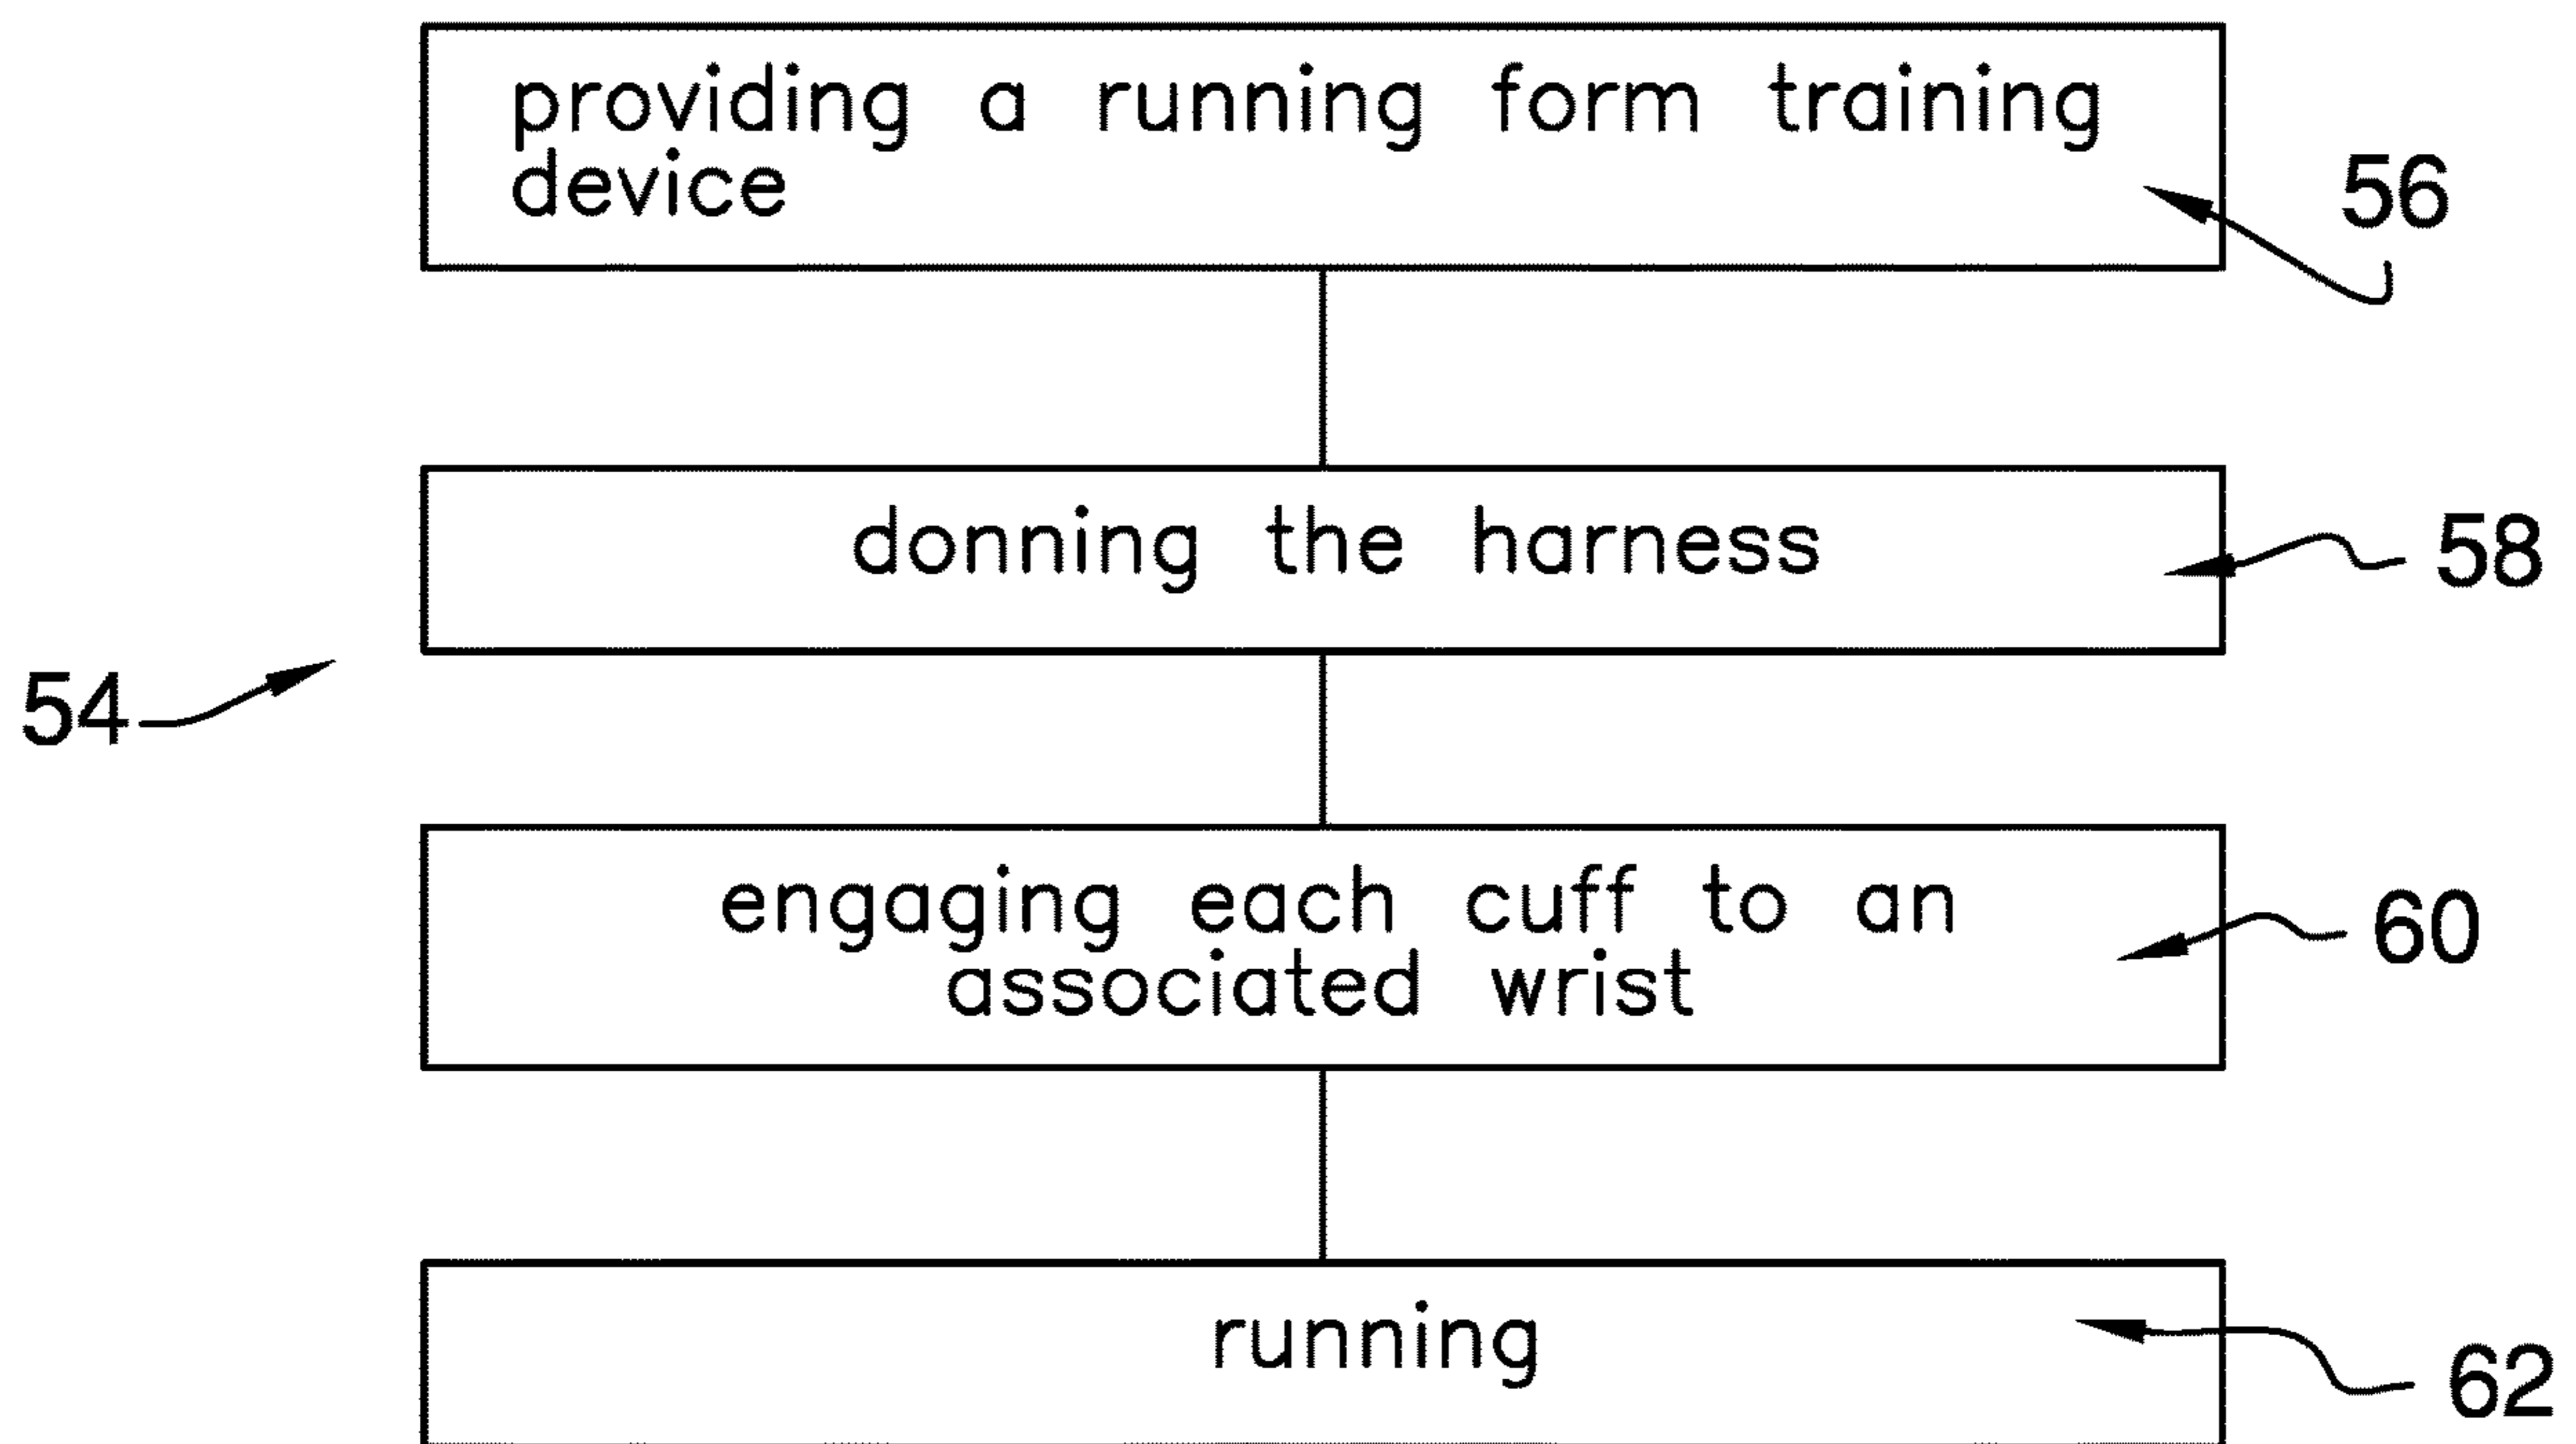 providing a running form training
device
56
donning the harness
58
54
engaging each cuff to an
associated wrist
60
running
62